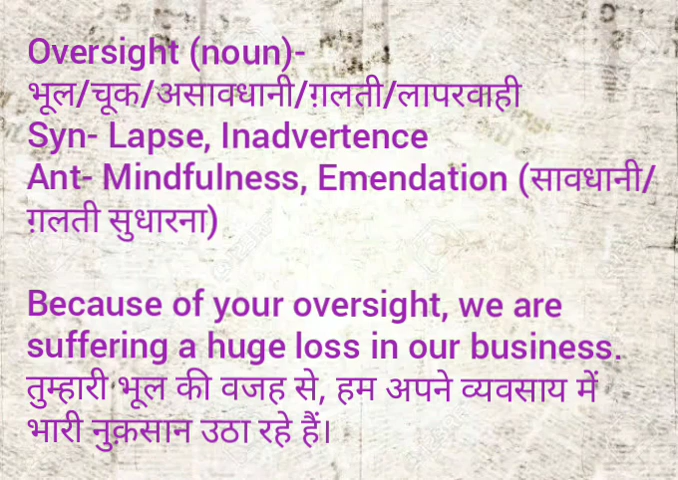 Oversight (noun)-
भूल/चूक/असावधानी/ग़लती/लापरवाही
Syn- Lapse, Inadvertence
Ant- Mindfulness, Emendation (सावधानी/
ग़लती सुधारना)
Because of your oversight, we are
suffering a huge loss in our business.
तुम्हारी भूल की वजह से, हम अपने व्यवसाय में
भारी नुक़सान उठा रहे हैं।